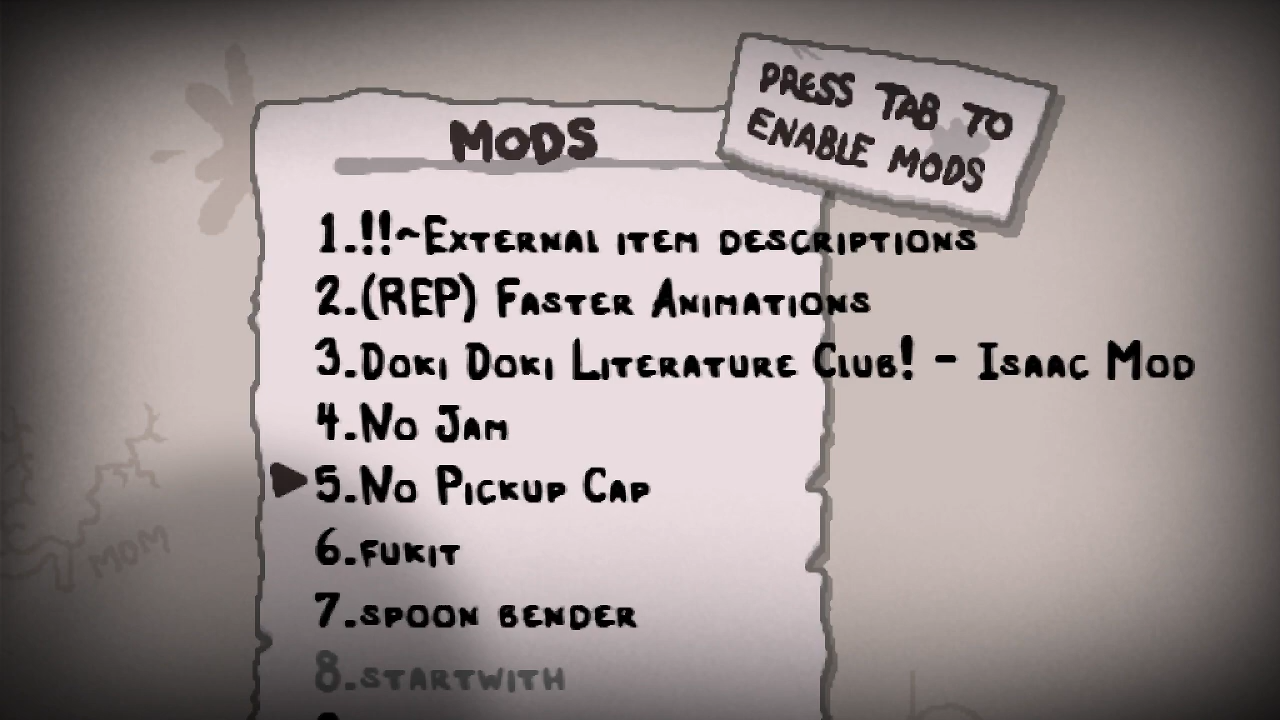 PRESS TAB TO
ENABLE MODS
MODS
1.!!~External item descriptions
2.(REP) Faster Animations
3.Doki Doki Literature Club! - Isaac Mod
4.No Jam
5.No Pickup Cap
6.fukit
7.spoon bender
8.startwith
MOM